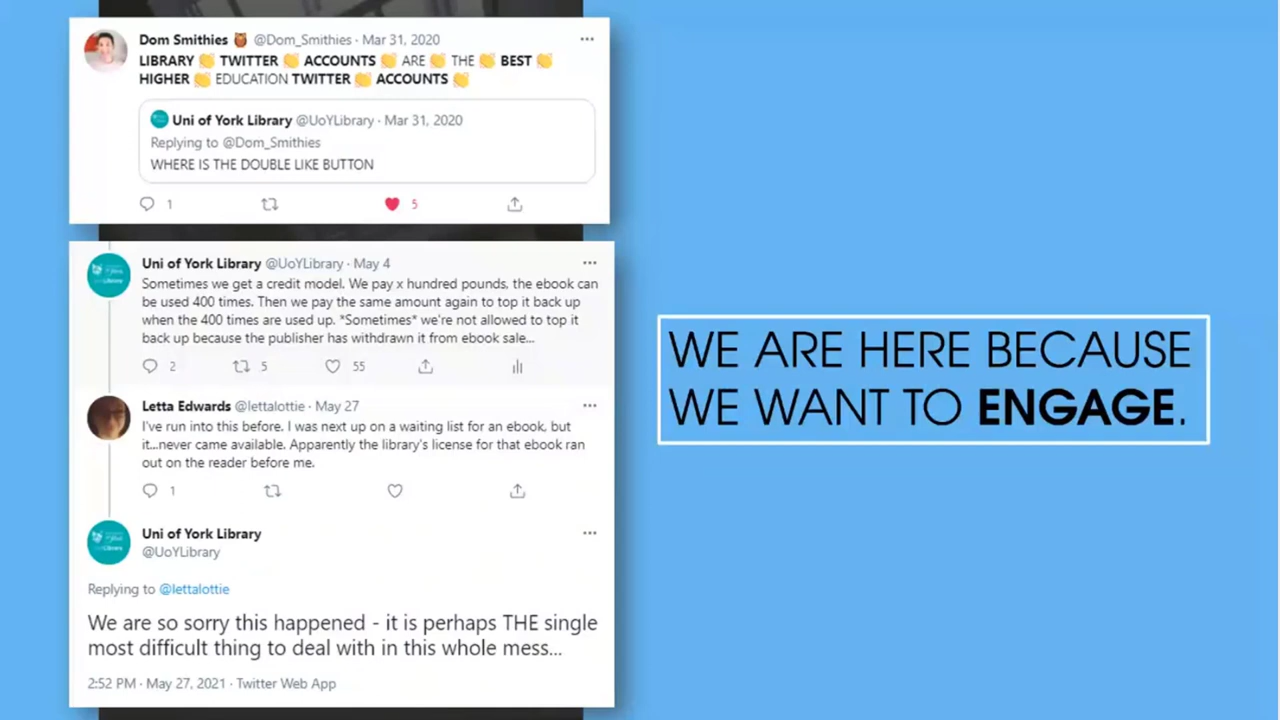 Dom Smithies 🦉 @Dom_Smithies · Mar 31, 2020
LIBRARY 👏 TWITTER 👏 ACCOUNTS 👏 ARE 👏 THE 👏 BEST 👏
HIGHER 👏 EDUCATION TWITTER 👏 ACCOUNTS 👏
Uni of York Library @UoYLibrary · Mar 31, 2020
Replying to @Dom_Smithies
WHERE IS THE DOUBLE LIKE BUTTON
1 5
Uni of York Library @UoYLibrary · May 4
Sometimes we get a credit model. We pay x hundred pounds, the ebook can
be used 400 times. Then we pay the same amount again to top it back up
when the 400 times are used up. *Sometimes* we're not allowed to top it
back up because the publisher has withdrawn it from ebook sale...
2 5 55
Letta Edwards @lettalottie · May 27
I've run into this before. I was next up on a waiting list for an ebook, but
it...never came available. Apparently the library's license for that ebook ran
out on the reader before me.
1
Uni of York Library
@UoYLibrary
Replying to @lettalottie
We are so sorry this happened - it is perhaps THE single
most difficult thing to deal with in this whole mess...
2:52 PM · May 27, 2021 · Twitter Web App
WE ARE HERE BECAUSE
WE WANT TO ENGAGE.